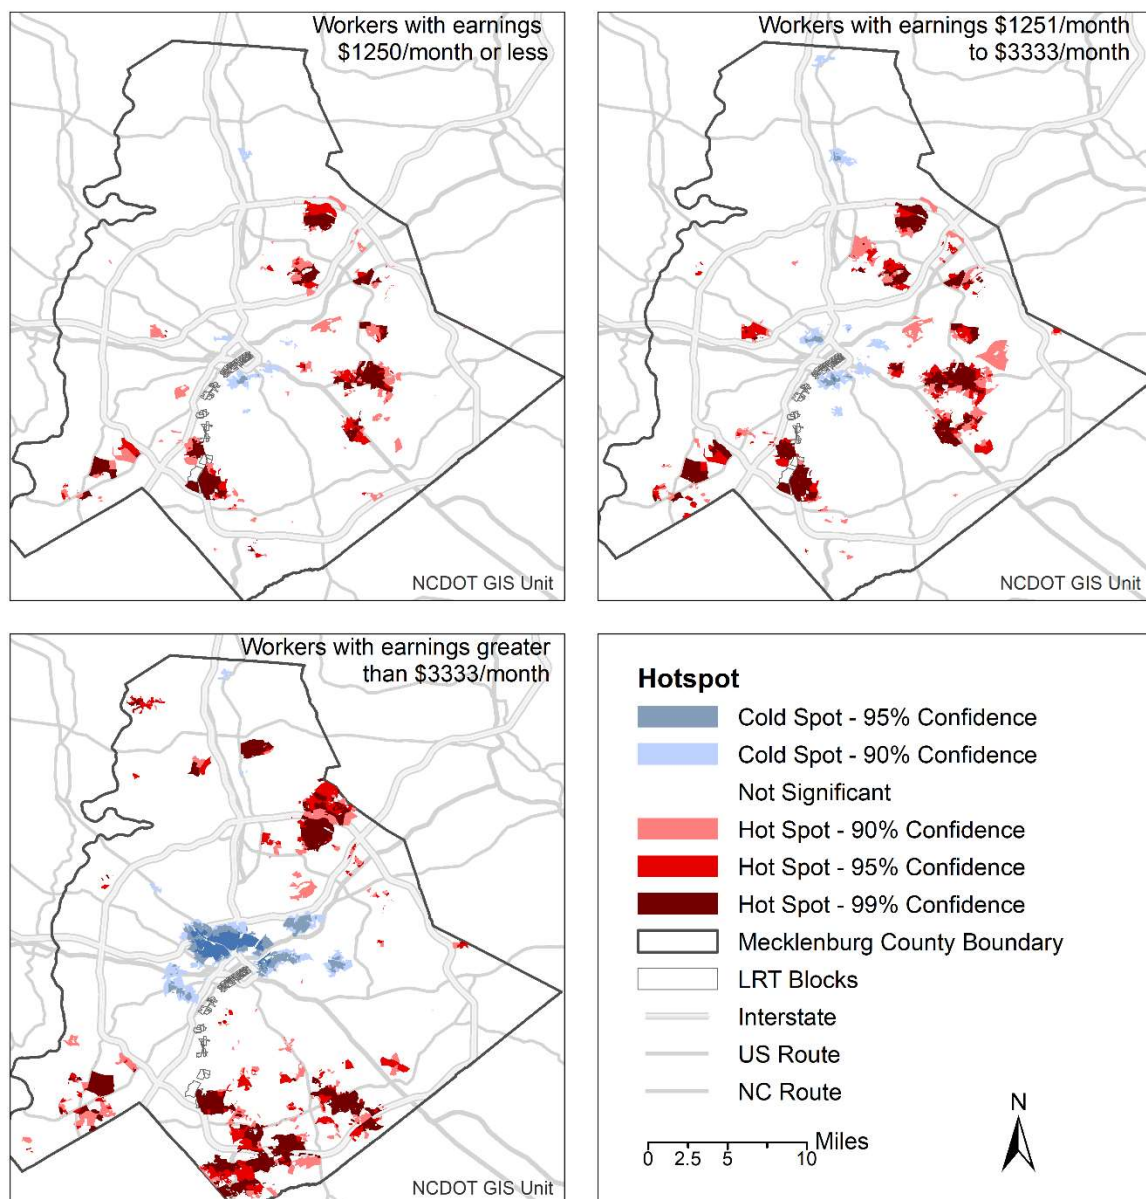 Workers with earnings
$1250/month or less
NCDOT GIS Unit
Workers with earnings $1251/month
to $3333/month
NCDOT GIS Unit
Workers with earnings greater
than $3333/month
NCDOT GIS Unit
Hotspot
Cold Spot - 95% Confidence
Cold Spot - 90% Confidence
Not Significant
Hot Spot - 90% Confidence
Hot Spot - 95% Confidence
Hot Spot - 99% Confidence
Mecklenburg County Boundary
LRT Blocks
Interstate
US Route
NC Route
Miles
0 2.5 5 10
N